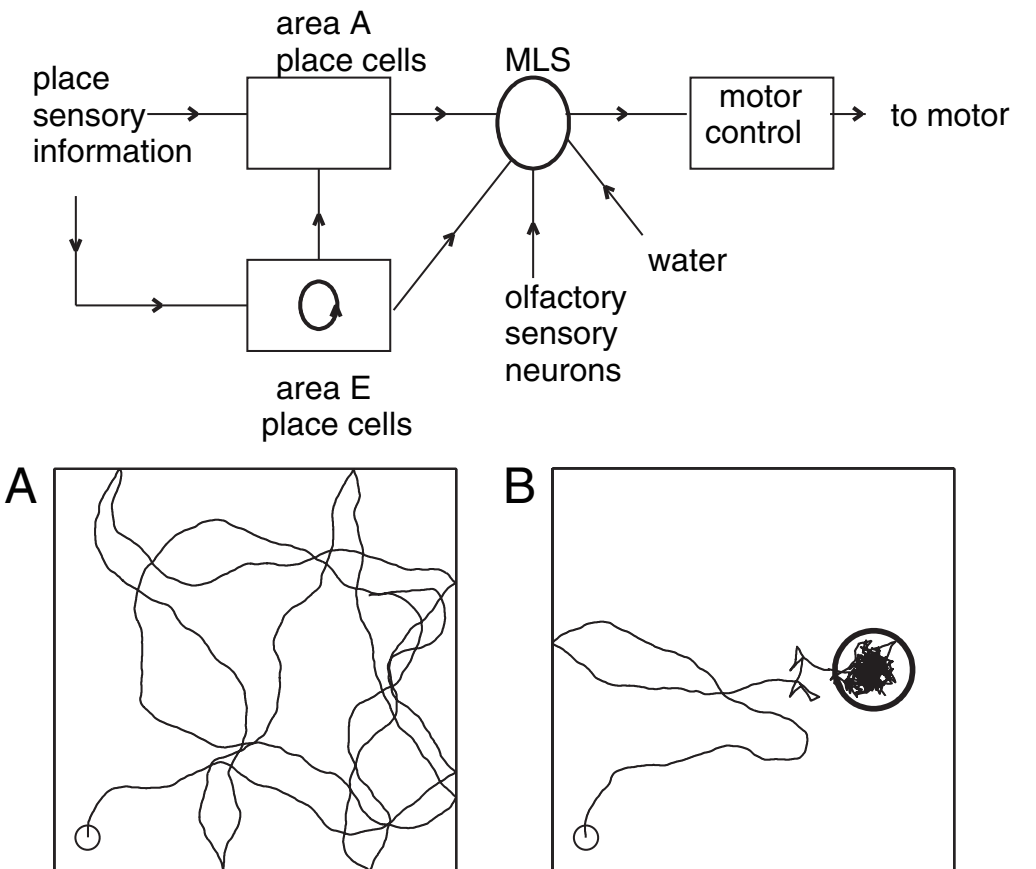 area A
place cells
MLS
place
sensory
information
motor
control
to motor
water
olfactory
sensory
neurons
area E
place cells
A
B